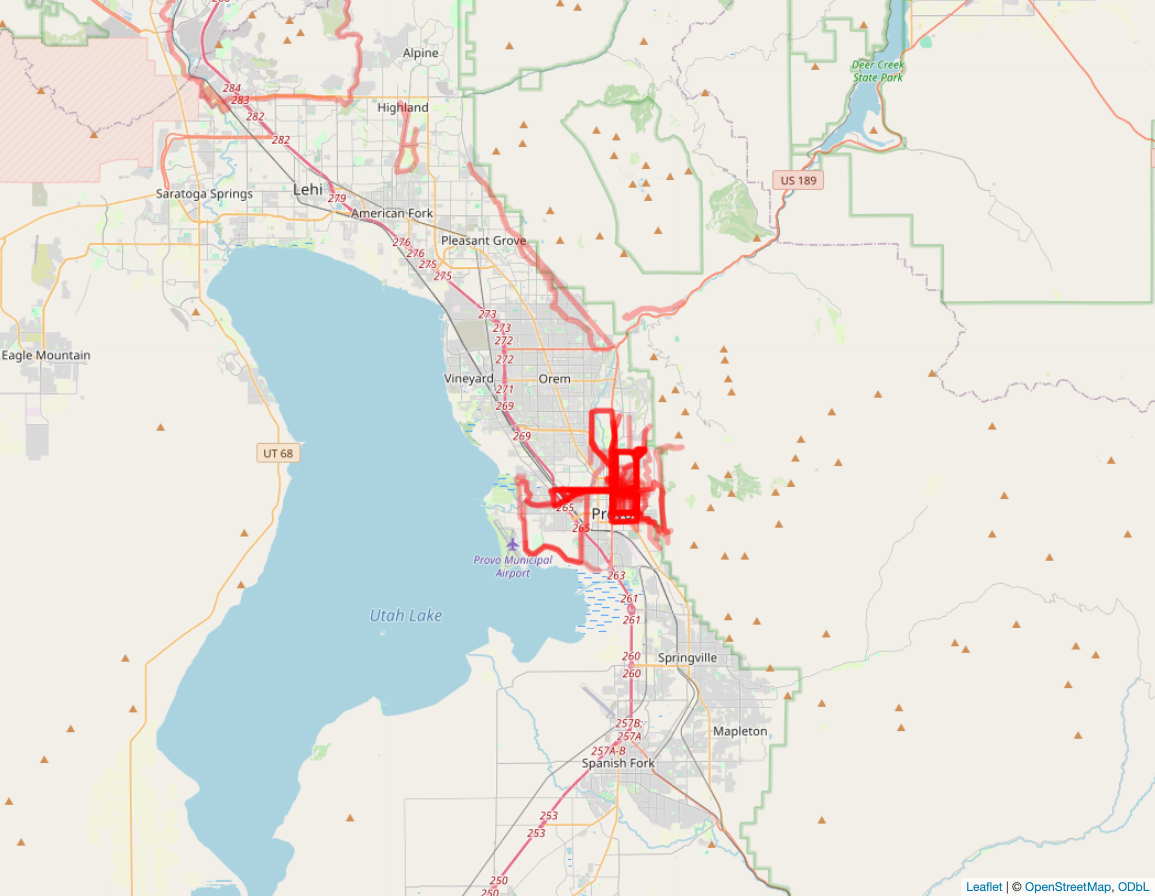 284
283
282
282
Alpine
Highland
Deer Creek
State Park
US 189
Saratoga Springs
Lehi
279
American Fork
276
276
275
275
Pleasant Grove
273
273
272
272
271
269
269
Eagle Mountain
Vineyard
Orem
UT 68
265
265
Provo Municipal
Airport
263
261
261
Utah Lake
260
260
Springville
257B;
257A
257A-B
Mapleton
Spanish Fork
253
253
250
250
Leaflet | © OpenStreetMap, ODbL